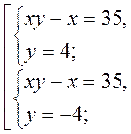 xy − x = 35,
y = 4;
xy − x = 35,
y = −4;